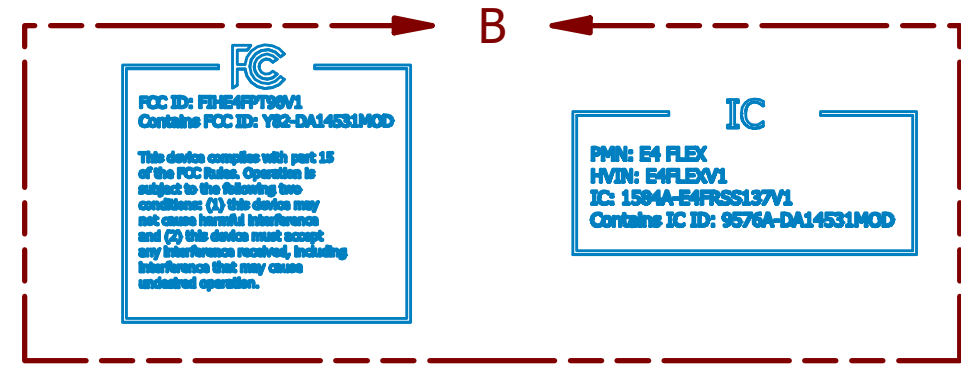 B
FC
FCC ID: FIHE4FPT90V1
Contains FCC ID: Y82-DA14531MOD
This device complies with part 15
of the FCC Rules. Operation is
subject to the following two
conditions: (1) this device may
not cause harmful interference
and (2) this device must accept
any interference received, including
interference that may cause
undesired operation.
IC
PMN: E4 FLEX
HVIN: E4FLEXV1
IC: 1584A-E4FRSS137V1
Contains IC ID: 9576A-DA14531MOD